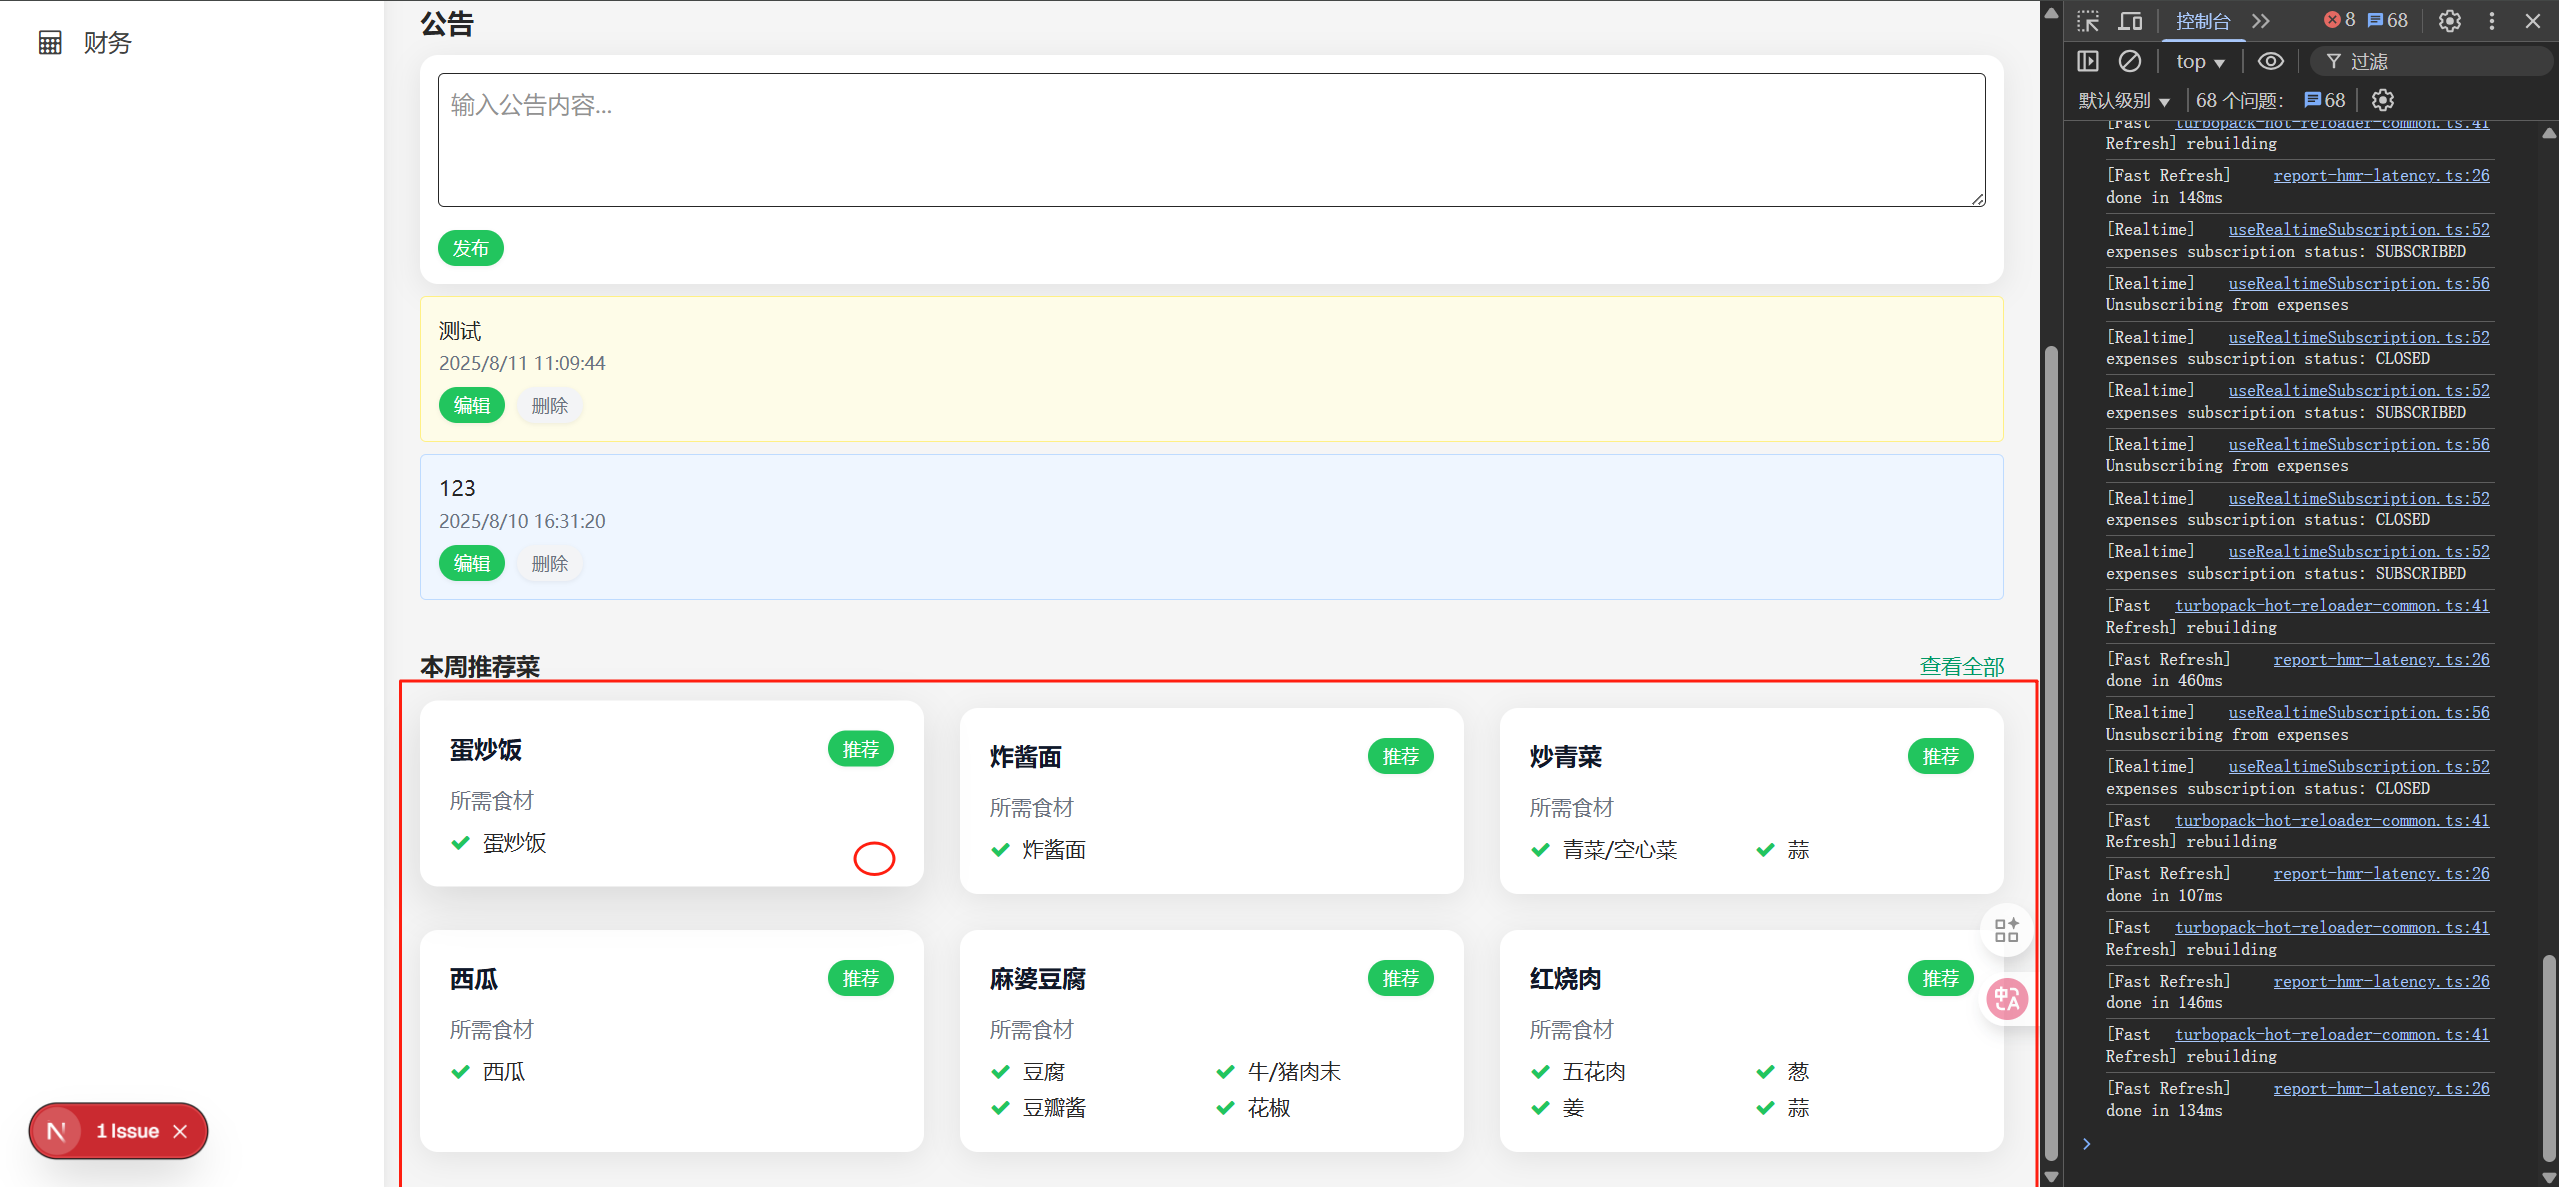 财务
公告
输入公告内容...
发布
测试
2025/8/11 11:09:44
编辑 删除
123
2025/8/10 16:31:20
编辑 删除
本周推荐菜 查看全部
蛋炒饭 推荐
所需食材
蛋炒饭
炸酱面 推荐
所需食材
炸酱面
炒青菜 推荐
所需食材
青菜/空心菜 蒜
西瓜 推荐
所需食材
西瓜
麻婆豆腐 推荐
所需食材
豆腐 牛/猪肉末
豆瓣酱 花椒
红烧肉 推荐
所需食材
五花肉 葱
姜 蒜
中A
N 1 Issue
控制台 8 68
top 过滤
默认级别 68 个问题: 68
[Fast turbopack-hot-reloader-common.ts:41
Refresh] rebuilding
[Fast Refresh] report-hmr-latency.ts:26
done in 148ms
[Realtime] useRealtimeSubscription.ts:52
expenses subscription status: SUBSCRIBED
[Realtime] useRealtimeSubscription.ts:56
Unsubscribing from expenses
[Realtime] useRealtimeSubscription.ts:52
expenses subscription status: CLOSED
[Realtime] useRealtimeSubscription.ts:52
expenses subscription status: SUBSCRIBED
[Realtime] useRealtimeSubscription.ts:56
Unsubscribing from expenses
[Realtime] useRealtimeSubscription.ts:52
expenses subscription status: CLOSED
[Realtime] useRealtimeSubscription.ts:52
expenses subscription status: SUBSCRIBED
[Fast turbopack-hot-reloader-common.ts:41
Refresh] rebuilding
[Fast Refresh] report-hmr-latency.ts:26
done in 460ms
[Realtime] useRealtimeSubscription.ts:56
Unsubscribing from expenses
[Realtime] useRealtimeSubscription.ts:52
expenses subscription status: CLOSED
[Fast turbopack-hot-reloader-common.ts:41
Refresh] rebuilding
[Fast Refresh] report-hmr-latency.ts:26
done in 107ms
[Fast turbopack-hot-reloader-common.ts:41
Refresh] rebuilding
[Fast Refresh] report-hmr-latency.ts:26
done in 146ms
[Fast turbopack-hot-reloader-common.ts:41
Refresh] rebuilding
[Fast Refresh] report-hmr-latency.ts:26
done in 134ms